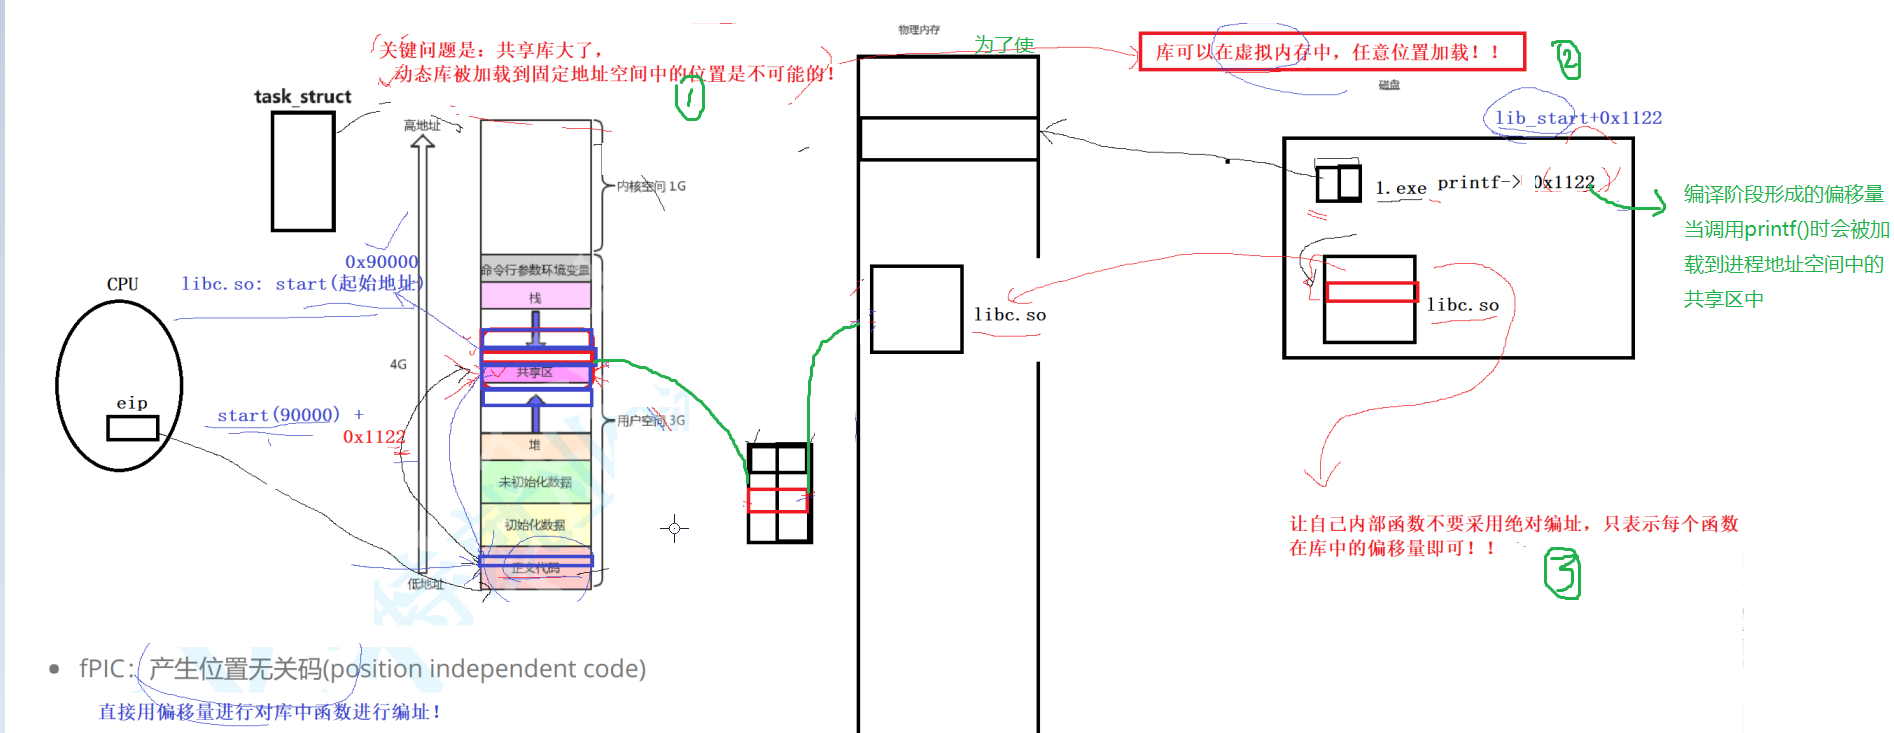 物理内存
为了使
关键问题是：共享库大了，
动态库被加载到固定地址空间中的位置是不可能的！
1
库可以在虚拟内存中，任意位置加载！！
2
磁盘
task_struct
高地址
lib_start+0x1122
内核空间 1G
1.exe printf-> 0x1122
编译阶段形成的偏移量
当调用printf()时会被加
载到进程地址空间中的
共享区中
0x90000
命令行参数环境变量
CPU
libc.so: start(起始地址)
栈
libc.so
libc.so
4G
共享区
eip
start(90000) +
0x1122
用户空间 3G
堆
未初始化数据
初始化数据
正文代码
低地址
让自己内部函数不要采用绝对编址，只表示每个函数
在库中的偏移量即可！！
3
• fPIC：产生位置无关码(position independent code)
直接用偏移量进行对库中函数进行编址！